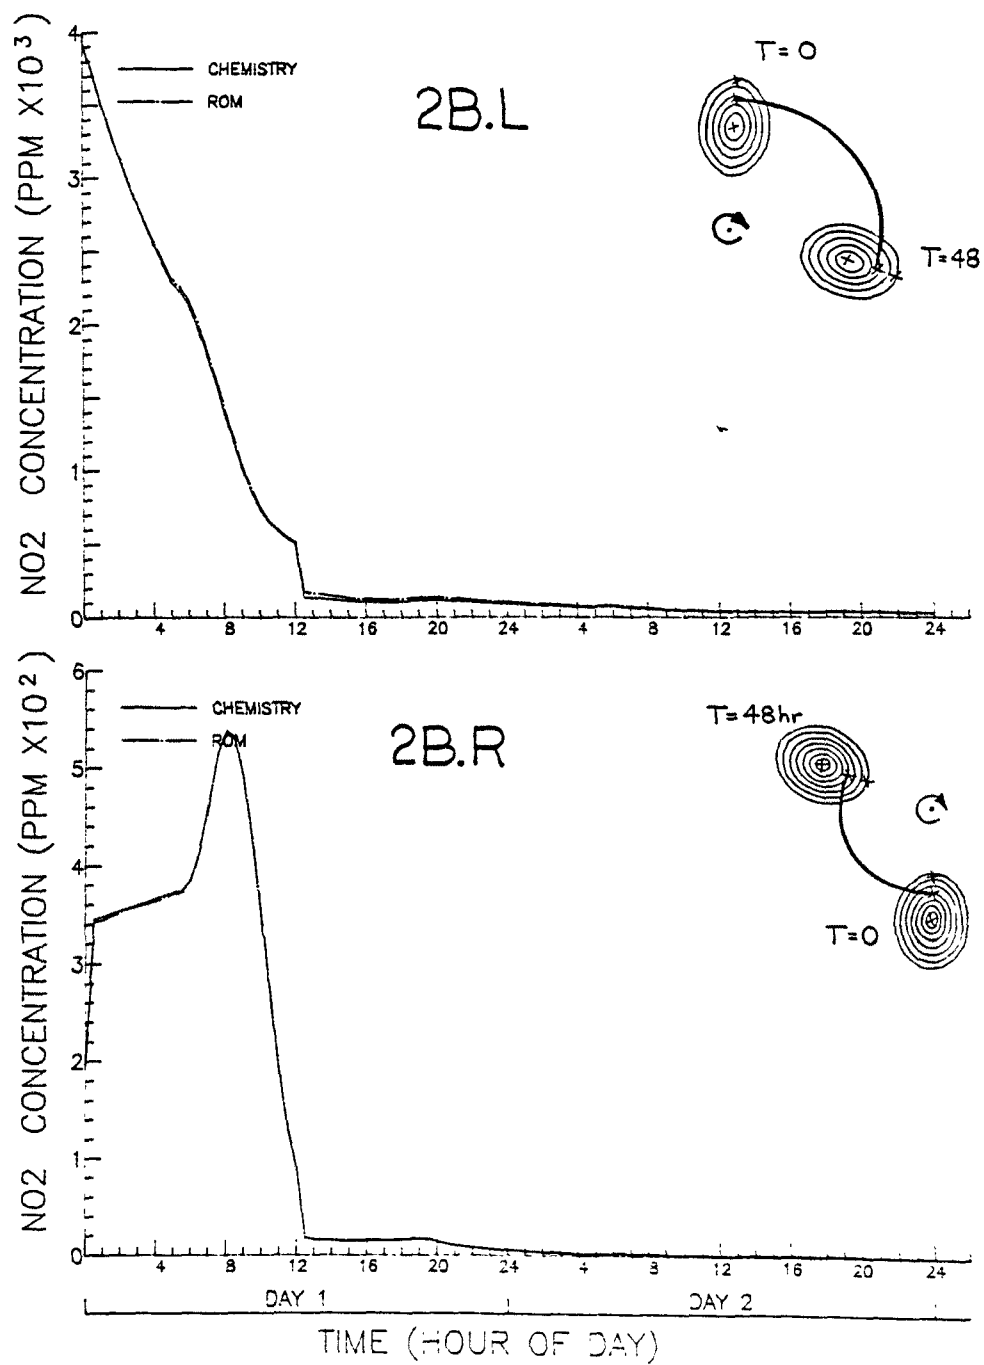 NO2 CONCENTRATION (PPM X10³)
4
3
2
1
0
CHEMISTRY
ROM
2B.L
T=0
T=48
4 8 12 16 20 24 4 8 12 16 20 24
NO2 CONCENTRATION (PPM X10²)
6
5
4
3
2
1
0
CHEMISTRY
ROM
2B.R
T=48hr
T=0
4 8 12 16 20 24 4 8 12 16 20 24
DAY 1 DAY 2
TIME (HOUR OF DAY)